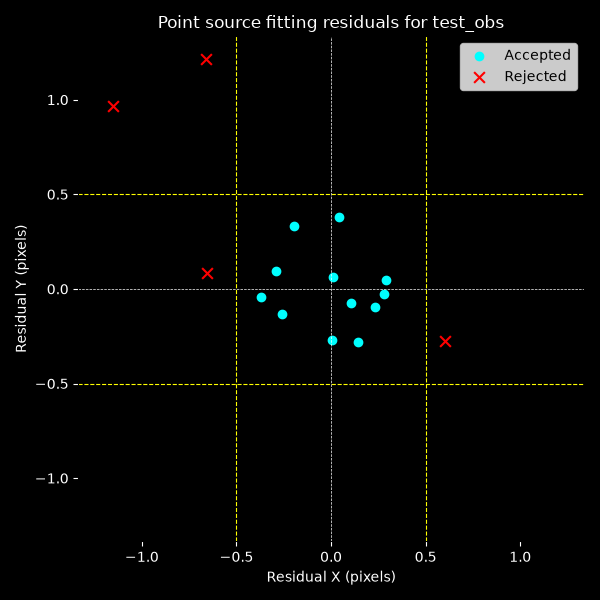 Point source fitting residuals for test_obs
Accepted
Rejected
1.0
0.5
0.0
−0.5
−1.0
Residual Y (pixels)
−1.0
−0.5
0.0
0.5
1.0
Residual X (pixels)